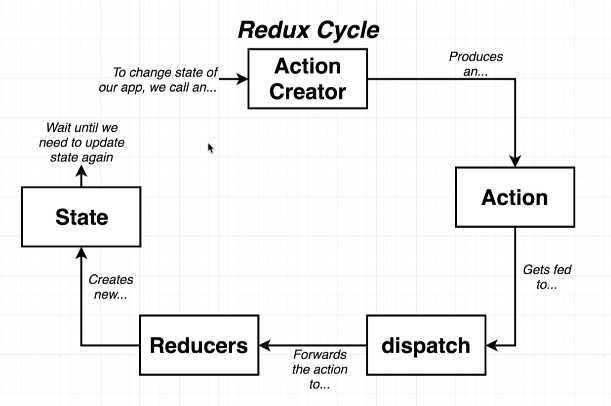 Redux Cycle
To change state of
our app, we call an...
Action
Creator
Produces
an...
Action
Gets fed
to...
dispatch
Forwards
the action
to...
Reducers
Creates
new...
State
Wait until we
need to update
state again